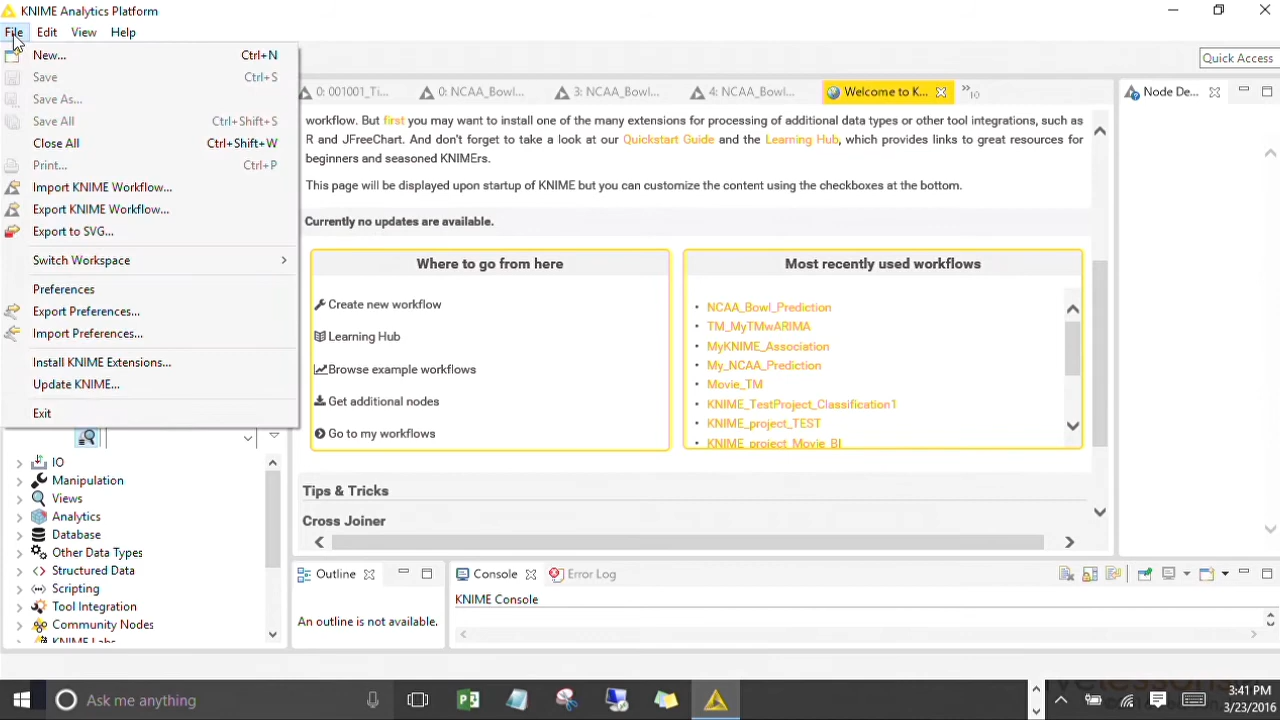 KNIME Analytics Platform
File Edit View Help
New... Ctrl+N
Save Ctrl+S
Save As...
Save All Ctrl+Shift+S
Close All Ctrl+Shift+W
Print... Ctrl+P
Import KNIME Workflow...
Export KNIME Workflow...
Export to SVG...
Switch Workspace
Preferences
Export Preferences...
Import Preferences...
Install KNIME Extensions...
Update KNIME...
Exit
Quick Access
0: 001001_Ti... 0: NCAA_Bowl... 3: NCAA_Bowl... 4: NCAA_Bowl... Welcome to K... »10
Node De...
workflow. But first you may want to install one of the many extensions for processing of additional data types or other tool integrations, such as
R and JFreeChart. And don't forget to take a look at our Quickstart Guide and the Learning Hub, which provides links to great resources for
beginners and seasoned KNIMErs.
This page will be displayed upon startup of KNIME but you can customize the content using the checkboxes at the bottom.
Currently no updates are available.
Where to go from here
Create new workflow
Learning Hub
Browse example workflows
Get additional nodes
Go to my workflows
Most recently used workflows
NCAA_Bowl_Prediction
TM_MyTMwARIMA
MyKNIME_Association
My_NCAA_Prediction
Movie_TM
KNIME_TestProject_Classification1
KNIME_project_TEST
KNIME_project_Movie_BI
Tips & Tricks
Cross Joiner
IO
Manipulation
Views
Analytics
Database
Other Data Types
Structured Data
Scripting
Tool Integration
Community Nodes
KNIME Labs
Outline
An outline is not available.
Console Error Log
KNIME Console
Ask me anything
3:41 PM
3/23/2016